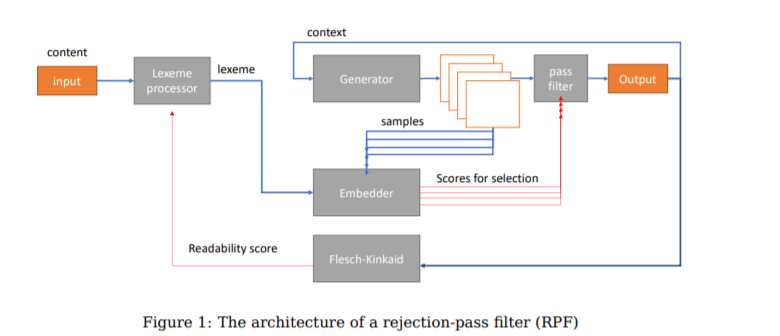 context
content
input
Lexeme
processor
lexeme
Generator
pass
filter
Output
samples
Embedder
Scores for selection
Readability score
Flesch-Kinkaid
Figure 1: The architecture of a rejection-pass filter (RPF)